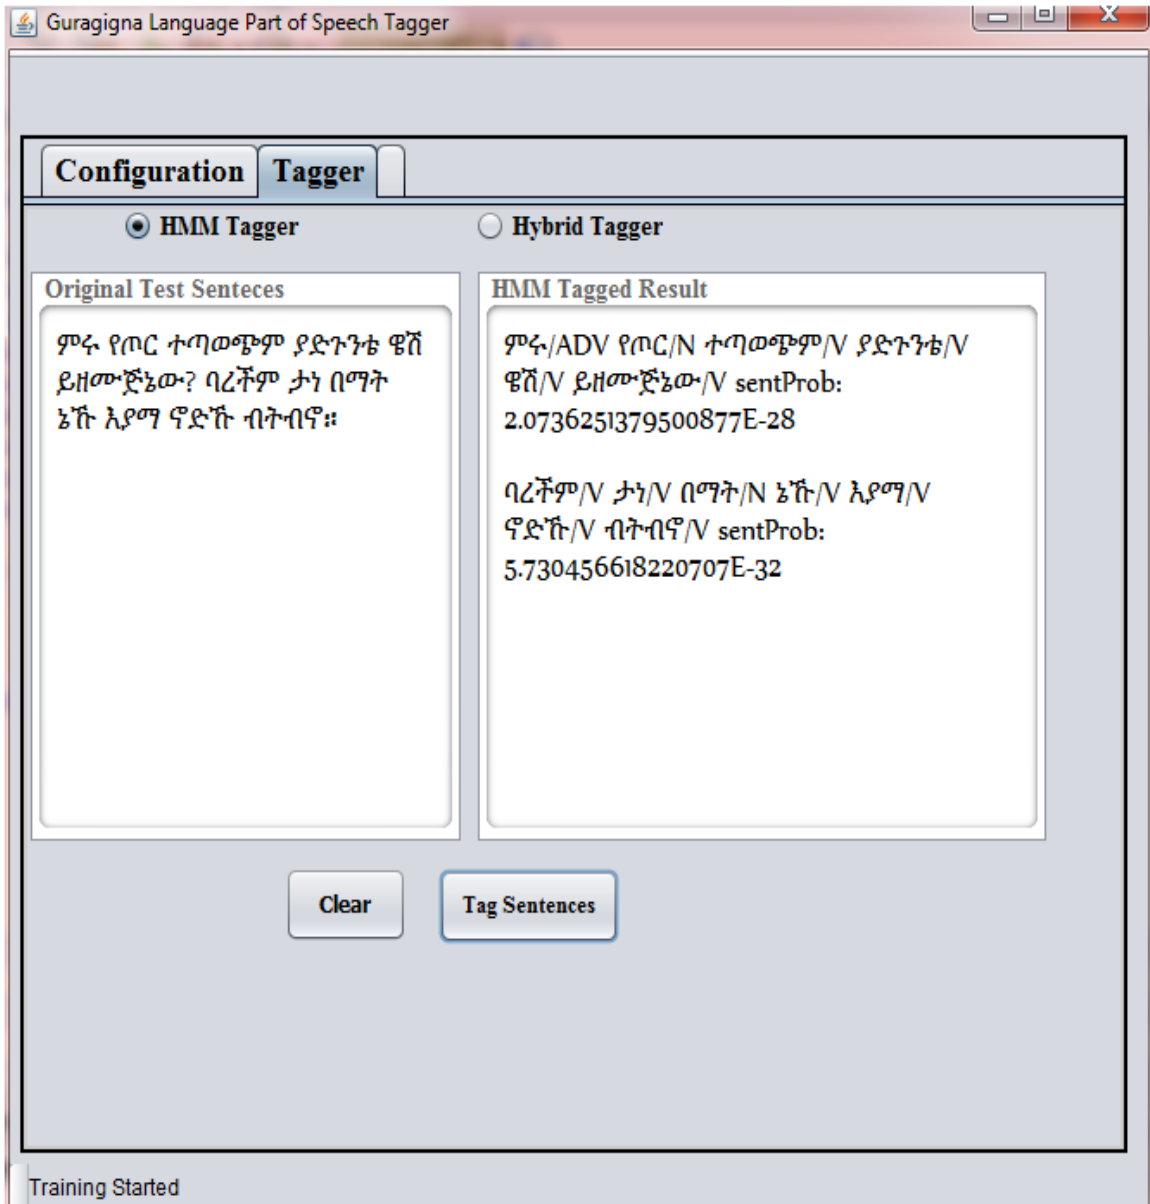 Guragigna Language Part of Speech Tagger
Configuration Tagger
HMM Tagger Hybrid Tagger
Original Test Senteces
ምሩ የጦር ተጣወጭም ያድጉንቴ ዌሽ
ይዘሙጅኔው? ባረችም ታነ በማት
ኔኹ እያማ ኖድኹ ብትብኖ።
HMM Tagged Result
ምሩ/ADV የጦር/N ተጣወጭም/V ያድጉንቴ/V
ዌሽ/V ይዘሙጅኔው/V sentProb:
2.0736251379500877E-28
ባረችም/V ታነ/V በማት/N ኔኹ/V እያማ/V
ኖድኹ/V ብትብኖ/V sentProb:
5.730456618220707E-32
Clear Tag Sentences
Training Started